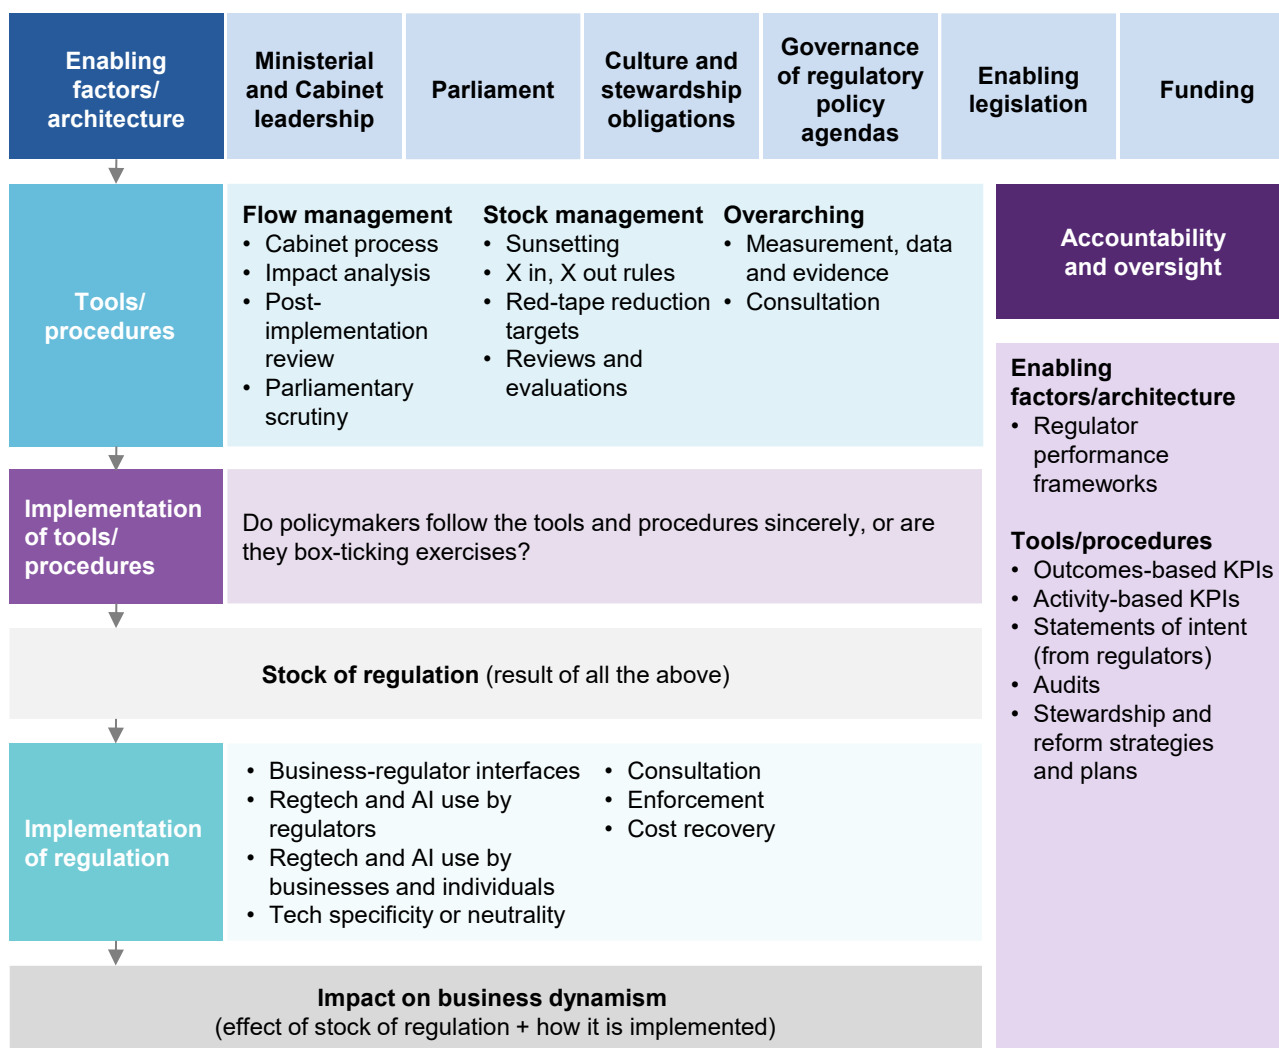 Enabling
factors/
architecture
Ministerial
and Cabinet
leadership
Parliament
Culture and
stewardship
obligations
Governance
of regulatory
policy
agendas
Enabling
legislation
Funding
Tools/
procedures
Flow management
• Cabinet process
• Impact analysis
• Post-
implementation
review
• Parliamentary
scrutiny
Stock management
• Sunsetting
• X in, X out rules
• Red-tape reduction
targets
• Reviews and
evaluations
Overarching
• Measurement, data
and evidence
• Consultation
Implementation
of tools/
procedures
Do policymakers follow the tools and procedures sincerely, or are
they box-ticking exercises?
Stock of regulation (result of all the above)
Implementation
of regulation
• Business-regulator interfaces
• Regtech and AI use by
regulators
• Regtech and AI use by
businesses and individuals
• Tech specificity or neutrality
• Consultation
• Enforcement
• Cost recovery
Impact on business dynamism
(effect of stock of regulation + how it is implemented)
Accountability
and oversight
Enabling
factors/architecture
• Regulator
performance
frameworks
Tools/procedures
• Outcomes-based KPIs
• Activity-based KPIs
• Statements of intent
(from regulators)
• Audits
• Stewardship and
reform strategies
and plans